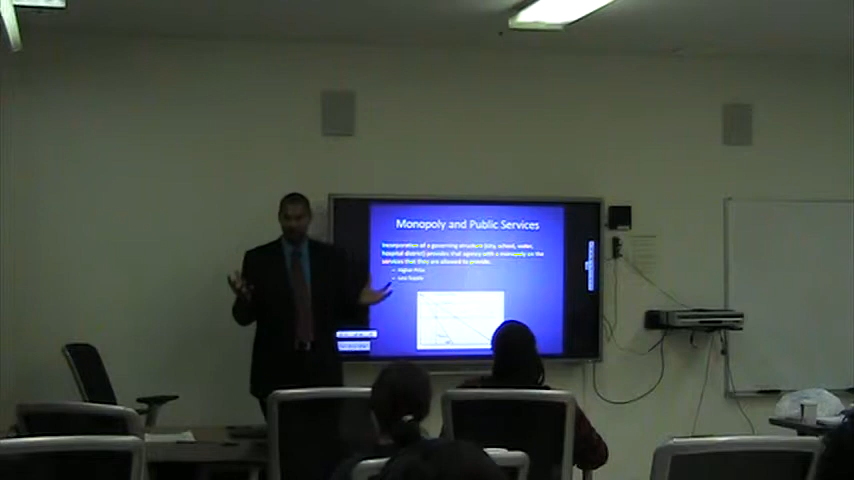 Monopoly and Public Services
Incorporation of a governing structure (city, school, water,
hospital district) provides that agency with a monopoly on the
services that they are allowed to provide.
– Higher Price
– Less Supply